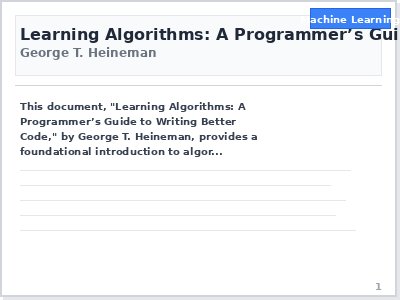 achine Learning
Learning Algorithms: A Programmer’s Gui
George T. Heineman
This document, "Learning Algorithms: A
Programmer’s Guide to Writing Better
Code," by George T. Heineman, provides a
foundational introduction to algor...
1